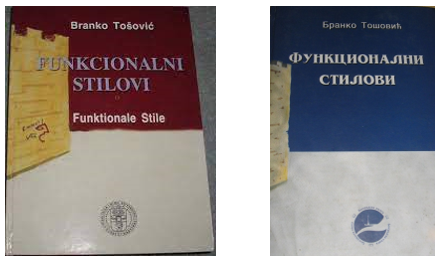 Branko Tošović
FUNKCIONALNI
STILOVI
Funktionale Stile
Бранко Тошовић
ФУНКЦИОНАЛНИ
СТИЛОВИ